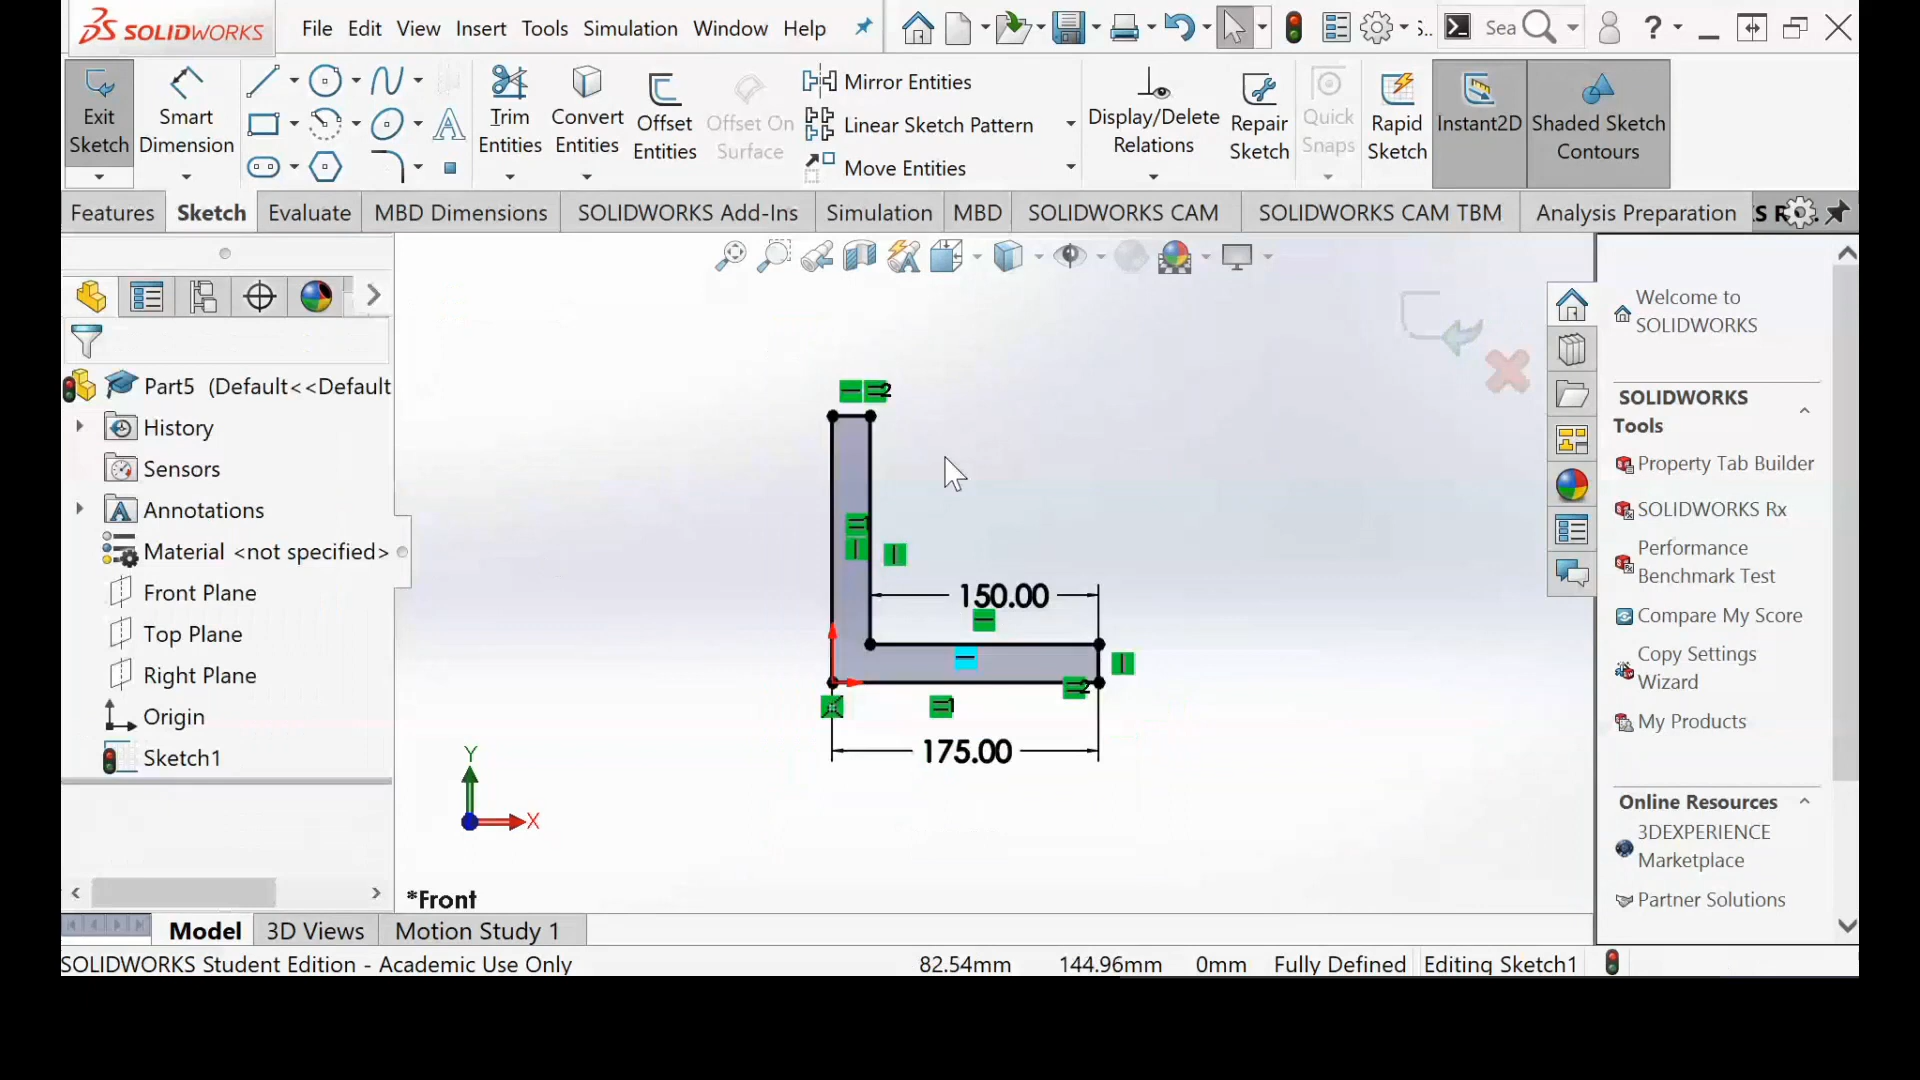 SOLIDWORKS File Edit View Insert Tools Simulation Window Help S.. Sea ?
Exit Sketch
Smart Dimension
Trim Entities
Convert Entities
Offset Entities
Offset On Surface
Mirror Entities
Linear Sketch Pattern
Move Entities
Display/Delete Relations
Repair Sketch
Quick Snaps
Rapid Sketch
Instant2D
Shaded Sketch Contours
Features Sketch Evaluate MBD Dimensions SOLIDWORKS Add-Ins Simulation MBD SOLIDWORKS CAM SOLIDWORKS CAM TBM Analysis Preparation
Part5 (Default<<Default
History
Sensors
Annotations
Material <not specified>
Front Plane
Top Plane
Right Plane
Origin
Sketch1
2
1
150.00
2
1
175.00
Y
X
*Front
Welcome to
SOLIDWORKS
SOLIDWORKS
Tools
Property Tab Builder
SOLIDWORKS Rx
Performance
Benchmark Test
Compare My Score
Copy Settings
Wizard
My Products
Online Resources
3DEXPERIENCE
Marketplace
Partner Solutions
Model 3D Views Motion Study 1
SOLIDWORKS Student Edition - Academic Use Only 82.54mm 144.96mm 0mm Fully Defined Editing Sketch1